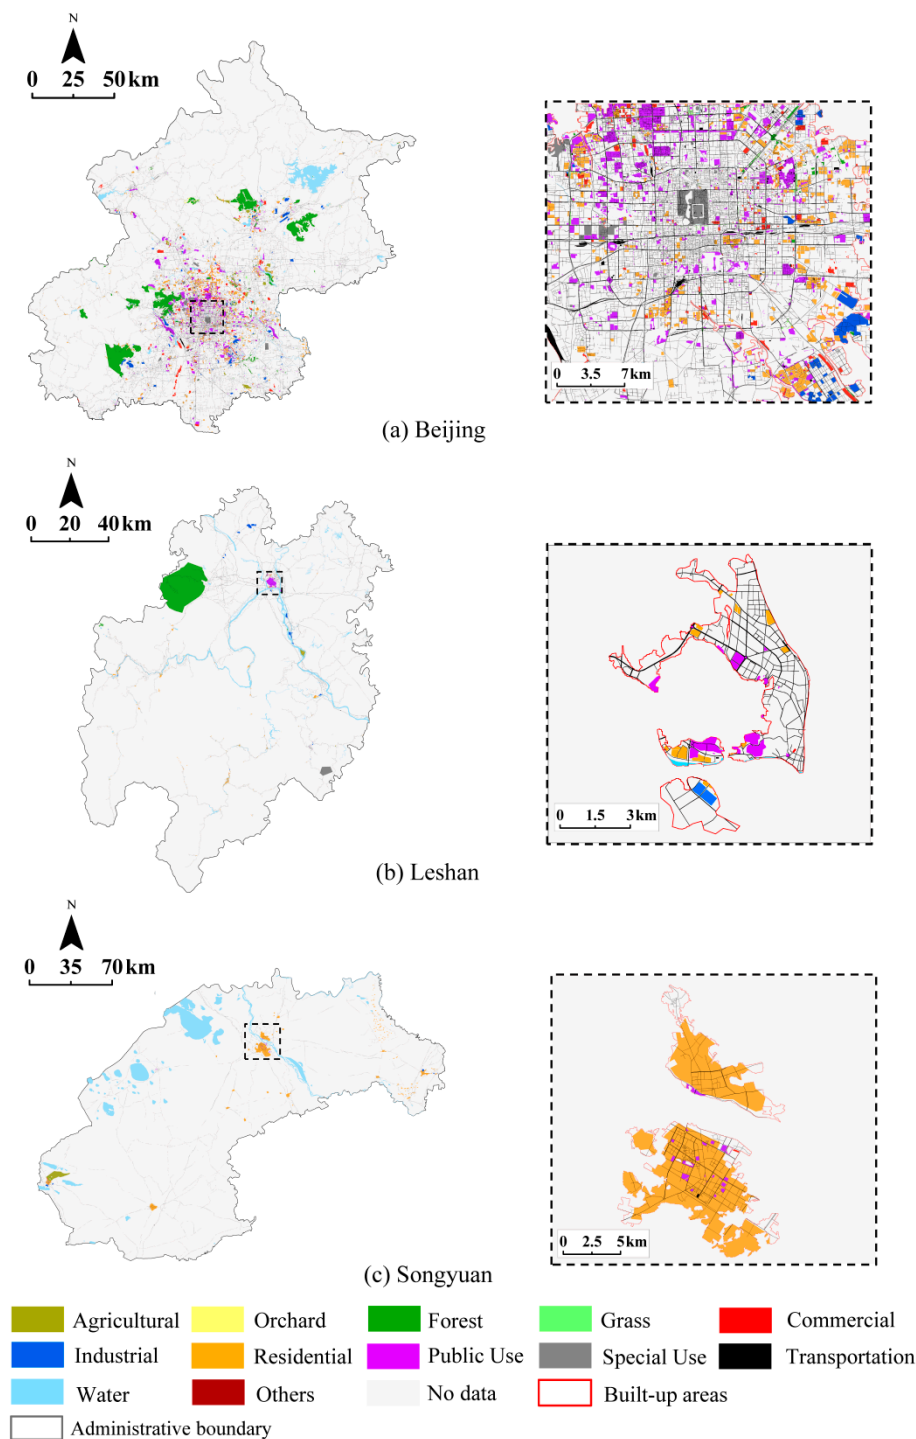 N
0 25 50 km
0 3.5 7 km
(a) Beijing
N
0 20 40 km
0 1.5 3 km
(b) Leshan
N
0 35 70 km
0 2.5 5 km
(c) Songyuan
Agricultural Orchard Forest Grass Commercial
Industrial Residential Public Use Special Use Transportation
Water Others No data Built-up areas
Administrative boundary